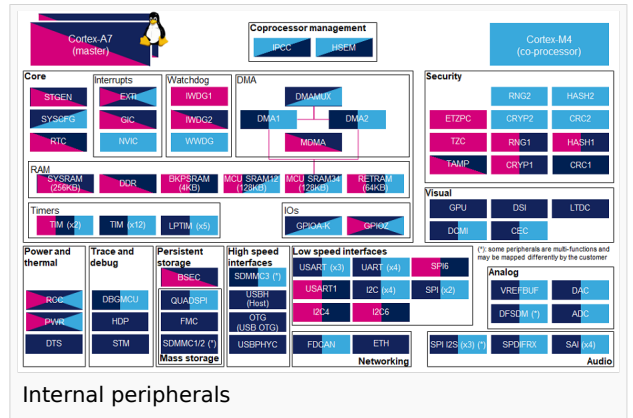 Cortex-A7
(master)
Coprocessor management
IPCC
HSEM
Cortex-M4
(co-processor)
Core
STGEN
SYSCFG
RTC
Interrupts
EXTI
GIC
NVIC
Watchdog
IWDG1
IWDG2
WWDG
DMA
DMAMUX
DMA1
DMA2
MDMA
Security
RNG2
HASH2
ETZPC
CRYP2
CRC2
TZC
RNG1
HASH1
TAMP
CRYP1
CRC1
RAM
SYSRAM
(256KB)
DDR
BKPSRAM
(4KB)
MCU SRAM12
(128KB)
MCU SRAM34
(128KB)
RETRAM
(64KB)
Timers
TIM (x2)
TIM (x12)
LPTIM (x5)
IOs
GPIOA-K
GPIOZ
Visual
GPU
DSI
LTDC
DCMI
CEC
Power and
thermal
RCC
PWR
DTS
Trace and
debug
DBGMCU
HDP
STM
Persistent
storage
BSEC
QUADSPI
FMC
SDMMC1/2 (*)
Mass storage
High speed
interfaces
SDMMC3 (*)
USBH
(Host)
OTG
(USB OTG)
USBPHYC
Low speed interfaces
USART (x3)
UART (x4)
SPI6
USART1
I2C (x4)
SPI (x2)
I2C4
I2C6
FDCAN
ETH
Networking
(*): some peripherals are multi-functions and
may be mapped differently by the customer
Analog
VREFBUF
DAC
DFSDM (*)
ADC
SPI I2S (x3) (*)
SPDIFRX
SAI (x4)
Audio
Internal peripherals